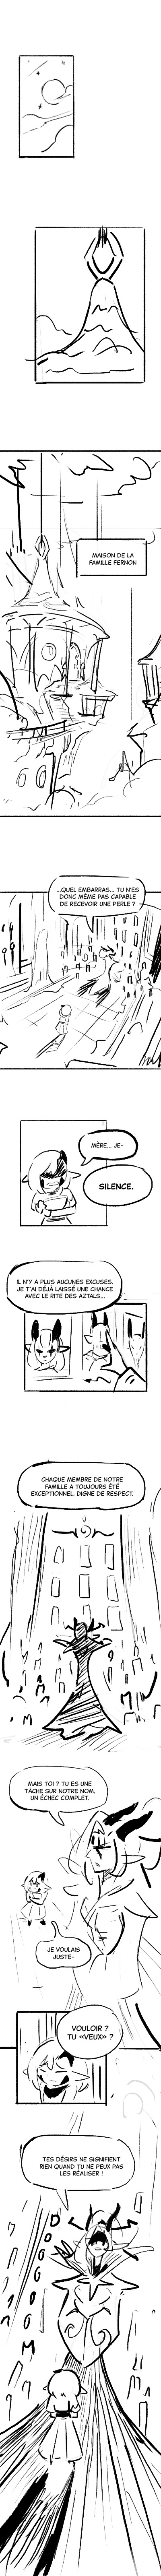 MAISON DE LA
FAMILLE FERNON
...QUEL EMBARRAS... TU N'ES
DONC MÊME PAS CAPABLE
DE RECEVOIR UNE PERLE ?
MÈRE... JE-
SILENCE.
IL N'Y A PLUS AUCUNES EXCUSES.
JE T'AI DÉJÀ LAISSÉ UNE CHANCE
AVEC LE RITE DES AZTALS...
CHAQUE MEMBRE DE NOTRE
FAMILLE A TOUJOURS ÉTÉ
EXCEPTIONNEL. DIGNE DE RESPECT.
MAIS TOI ? TU ES UNE
TÂCHE SUR NOTRE NOM.
UN ÉCHEC COMPLET.
JE VOULAIS
JUSTE-
VOULOIR ?
TU «VEUX» ?
TES DÉSIRS NE SIGNIFIENT
RIEN QUAND TU NE PEUX PAS
LES RÉALISER !
DOOOOM